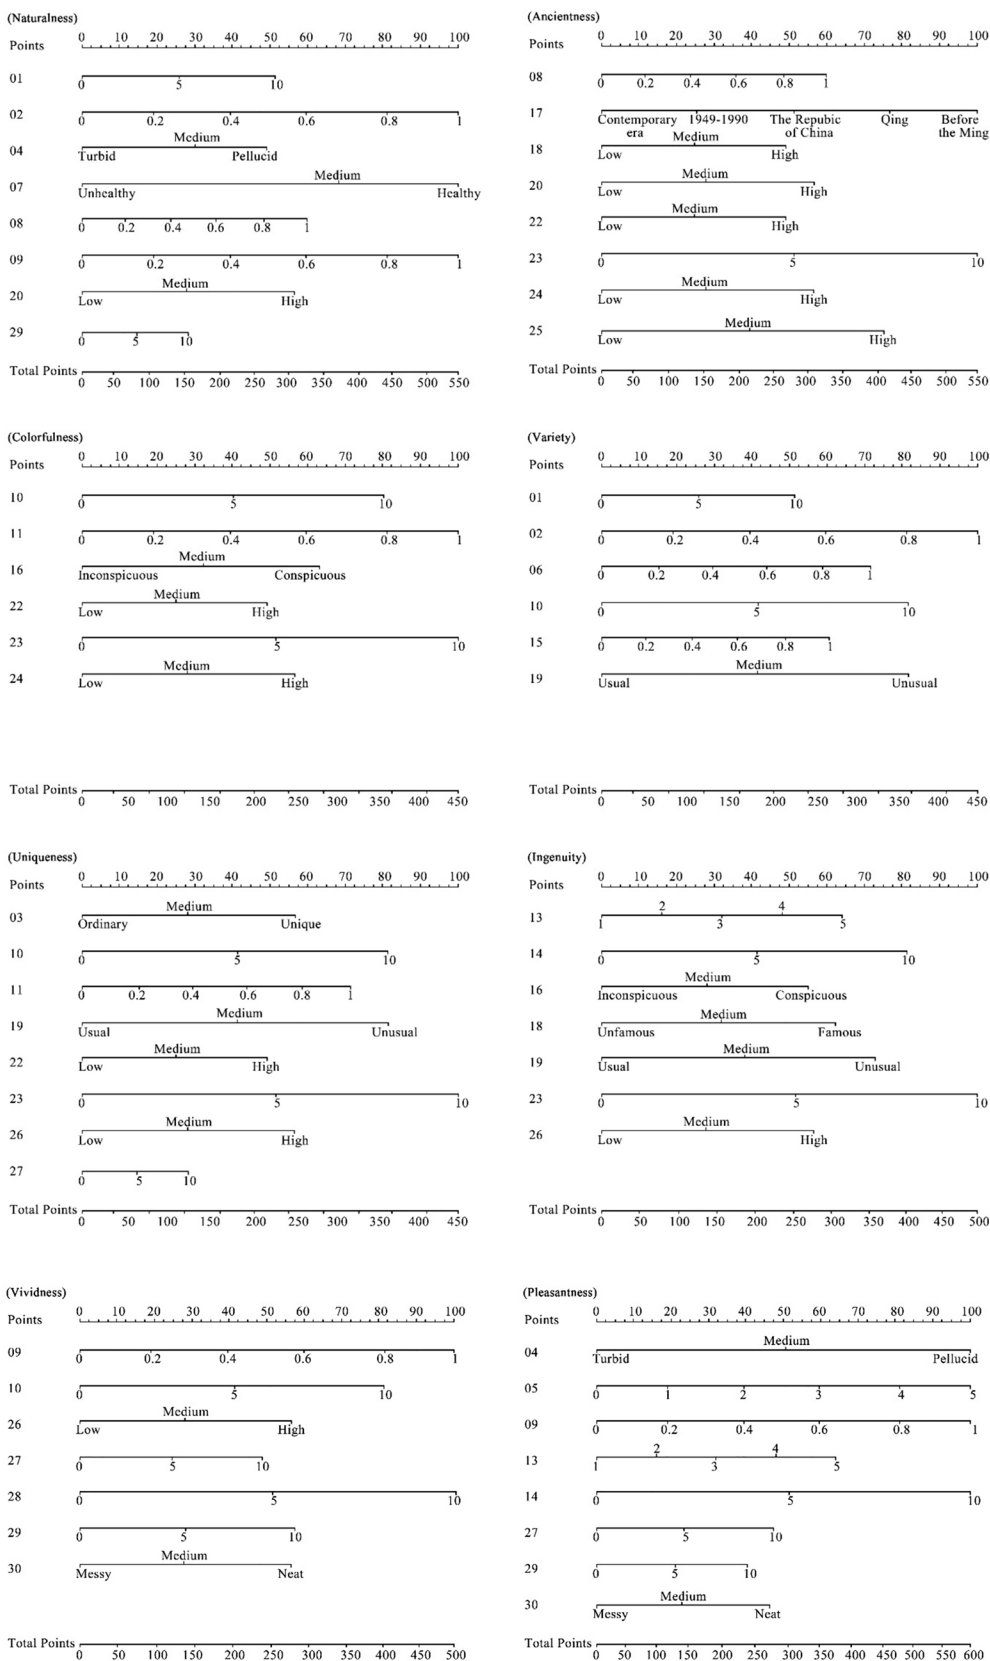 (Naturalness)
0 10 20 30 40 50 60 70 80 90 100
Points
01
0 5 10
02
0 0.2 0.4 0.6 0.8 1
Medium
04
Turbid Pellucid
Medium
07
Unhealthy Healthy
08
0 0.2 0.4 0.6 0.8 1
09
0 0.2 0.4 0.6 0.8 1
Medium
20
Low High
29
0 5 10
Total Points
0 50 100 150 200 250 300 350 400 450 500 550
(Ancientness)
0 10 20 30 40 50 60 70 80 90 100
Points
08
0 0.2 0.4 0.6 0.8 1
17
Contemporary 1949-1990 The Repubic Qing Before
era of China the Ming
Medium
18
Low High
Medium
20
Low High
Medium
22
Low High
23
0 5 10
Medium
24
Low High
Medium
25
Low High
Total Points
0 50 100 150 200 250 300 350 400 450 500 550
(Colorfulness)
0 10 20 30 40 50 60 70 80 90 100
Points
10
0 5 10
11
0 0.2 0.4 0.6 0.8 1
Medium
16
Inconspicuous Conspicuous
Medium
22
Low High
23
0 5 10
Medium
24
Low High
Total Points
0 50 100 150 200 250 300 350 400 450
(Variety)
0 10 20 30 40 50 60 70 80 90 100
Points
01
0 5 10
02
0 0.2 0.4 0.6 0.8 1
06
0 0.2 0.4 0.6 0.8 1
10
0 5 10
15
0 0.2 0.4 0.6 0.8 1
Medium
19
Usual Unusual
Total Points
0 50 100 150 200 250 300 350 400 450
(Uniqueness)
0 10 20 30 40 50 60 70 80 90 100
Points
Medium
03
Ordinary Unique
10
0 5 10
11
0 0.2 0.4 0.6 0.8 1
Medium
19
Usual Unusual
Medium
22
Low High
23
0 5 10
Medium
26
Low High
27
0 5 10
Total Points
0 50 100 150 200 250 300 350 400 450
(Ingenuity)
0 10 20 30 40 50 60 70 80 90 100
Points
2 4
13
1 3 5
14
0 5 10
Medium
16
Inconspicuous Conspicuous
Medium
18
Unfamous Famous
Medium
19
Usual Unusual
23
0 5 10
Medium
26
Low High
Total Points
0 50 100 150 200 250 300 350 400 450 500
(Vividness)
0 10 20 30 40 50 60 70 80 90 100
Points
09
0 0.2 0.4 0.6 0.8 1
10
0 5 10
Medium
26
Low High
27
0 5 10
28
0 5 10
29
0 5 10
Medium
30
Messy Neat
Total Points
0 50 100 150 200 250 300 350 400 450 500
(Pleasantness)
0 10 20 30 40 50 60 70 80 90 100
Points
Medium
04
Turbid Pellucid
05
0 1 2 3 4 5
09
0 0.2 0.4 0.6 0.8 1
2 4
13
1 3 5
14
0 5 10
27
0 5 10
29
0 5 10
Medium
30
Messy Neat
Total Points
0 50 100 150 200 250 300 350 400 450 500 550 600